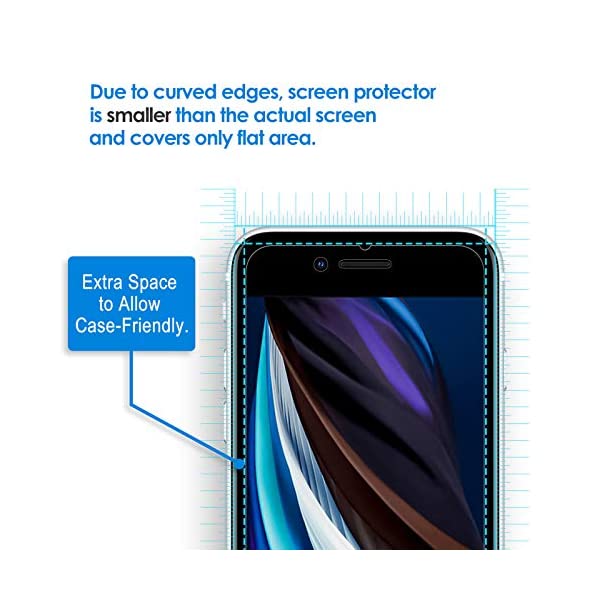 Due to curved edges, screen protector
is smaller than the actual screen
and covers only flat area.
Extra Space
to Allow
Case-Friendly.